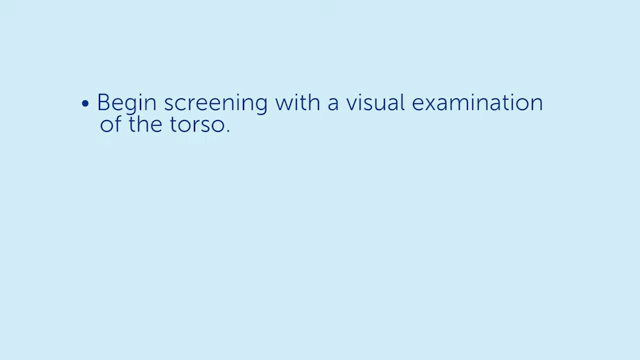 • Begin screening with a visual examination
of the torso.